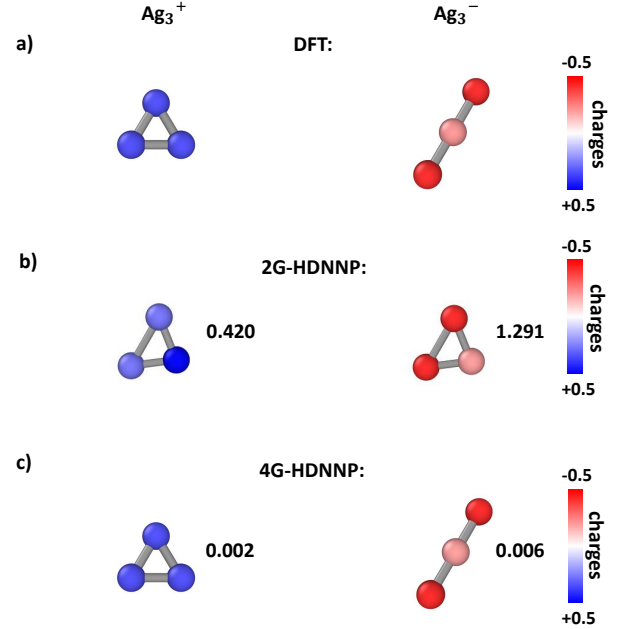 Ag₃⁺ Ag₃⁻
a) DFT:
-0.5
charges
+0.5
b) 2G-HDNNP:
-0.5
0.420 1.291
charges
+0.5
c) 4G-HDNNP:
-0.5
0.002 0.006
charges
+0.5